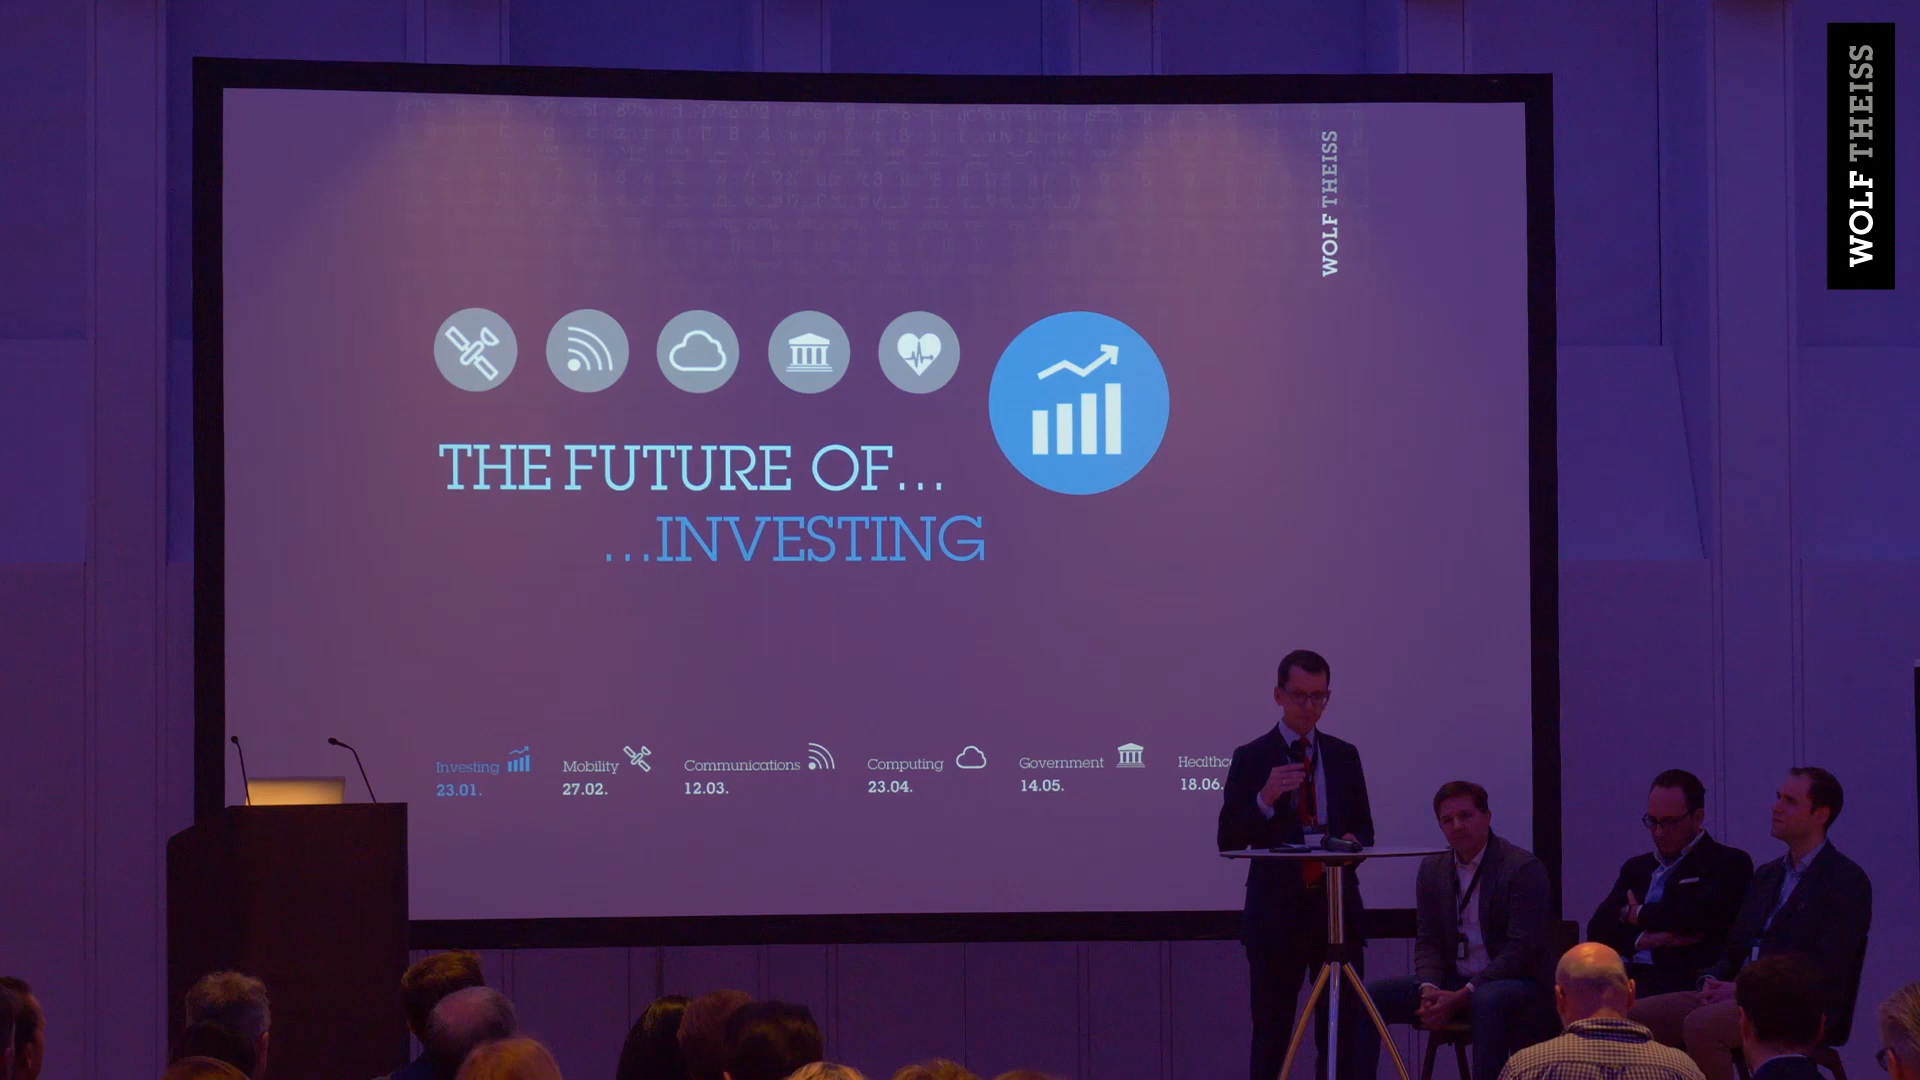 WOLF THEISS
WOLF THEISS
THE FUTURE OF...
...INVESTING
Investing
23.01.
Mobility
27.02.
Communications
12.03.
Computing
23.04.
Government
14.05.
Healthc
18.06.